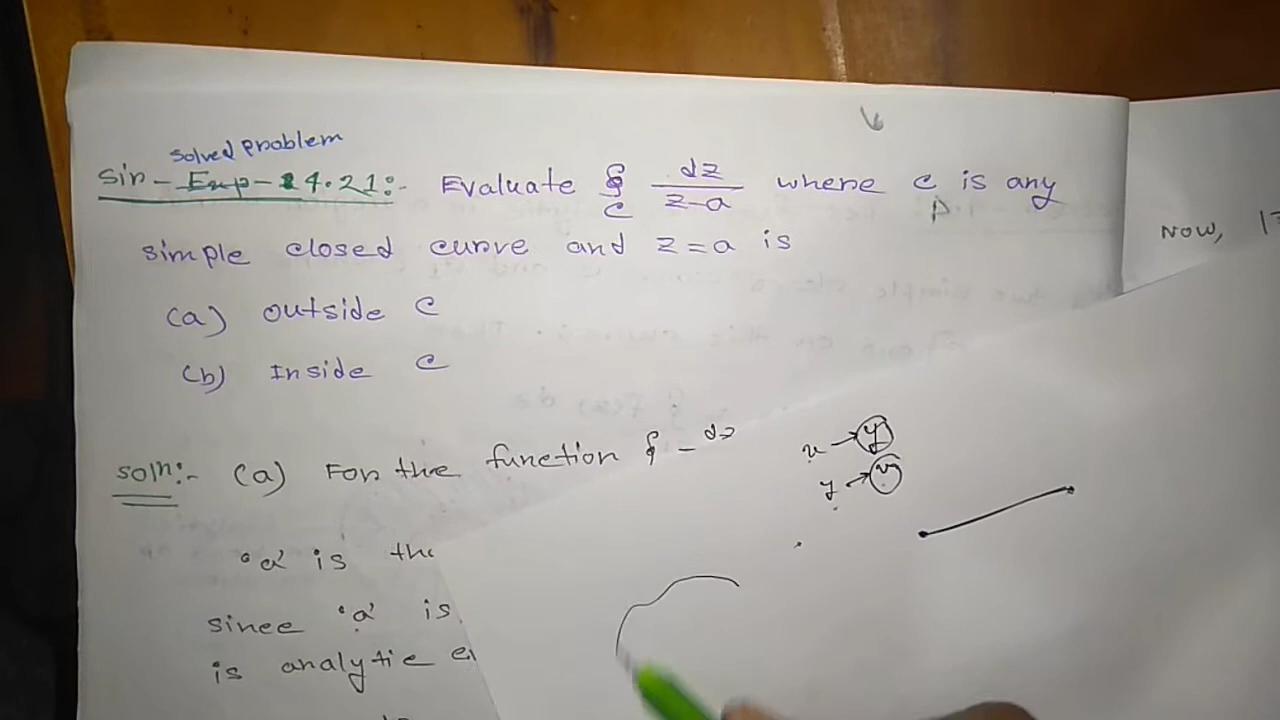 solved problem
Sir - Exp - 24.21:- Evaluate ∮c dz/z-a where c is any
simple closed curve and z = a is
(a) outside c
(b) Inside c
Soln:- (a) For the function ∮ dz
'a' is the
since 'a' is
is analytic
Now,
x → y
y →